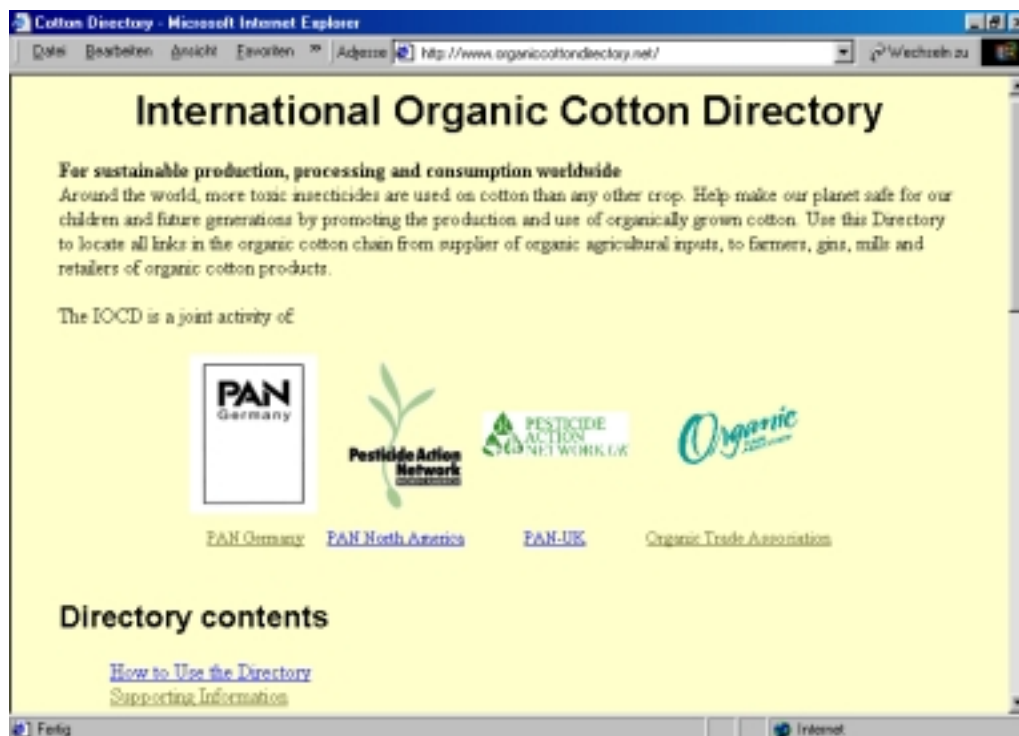 Cotton Directory - Microsoft Internet Explorer
Datei Bearbeiten Ansicht Favoriten » Adresse http://www.organiccottondirectory.net/ Wechseln zu
International Organic Cotton Directory
For sustainable production, processing and consumption worldwide
Around the world, more toxic insecticides are used on cotton than any other crop. Help make our planet safe for our
children and future generations by promoting the production and use of organically grown cotton. Use this Directory
to locate all links in the organic cotton chain from supplier of organic agricultural inputs, to farmers, gins, mills and
retailers of organic cotton products.
The IOCD is a joint activity of:
PAN
Germany
Pesticide Action
Network
NORTH AMERICA
PESTICIDE
ACTION
NETWORK UK
Organic
PAN Germany PAN North America PAN-UK Organic Trade Association
Directory contents
How to Use the Directory
Supporting Information
Fertig Internet